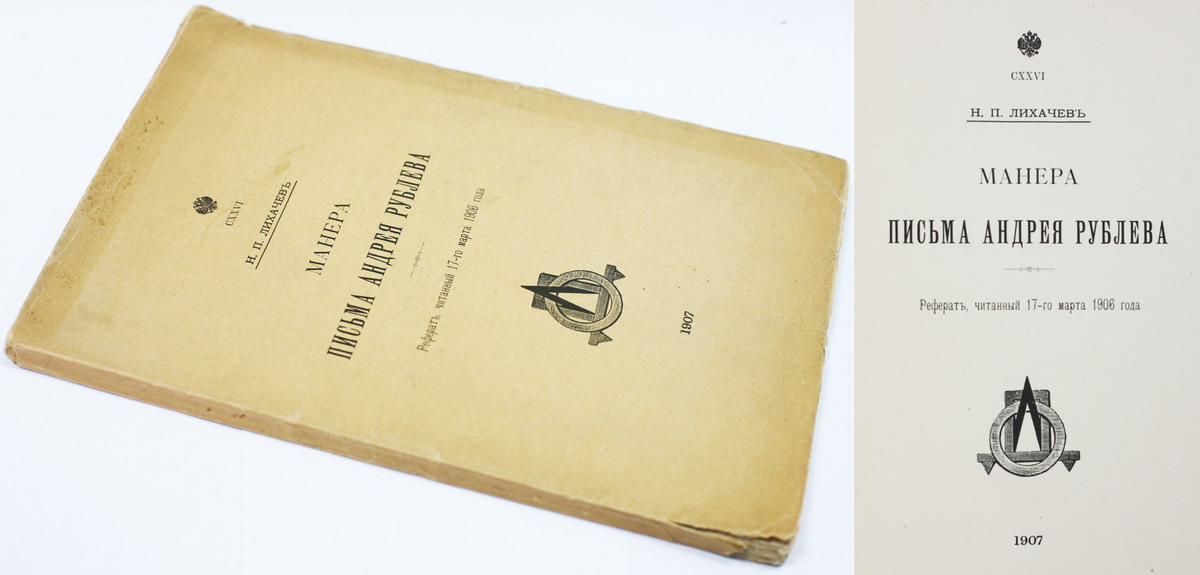 CXXVI
Н. П. ЛИХАЧЕВЪ
МАНЕРА
ПИСЬМА АНДРЕЯ РУБЛЕВА
Рефератъ, читанный 17-го марта 1906 года
1907
CXXVI
Н. П. ЛИХАЧЕВЪ
МАНЕРА
ПИСЬМА АНДРЕЯ РУБЛЕВА
Рефератъ, читанный 17-го марта 1906 года
1907